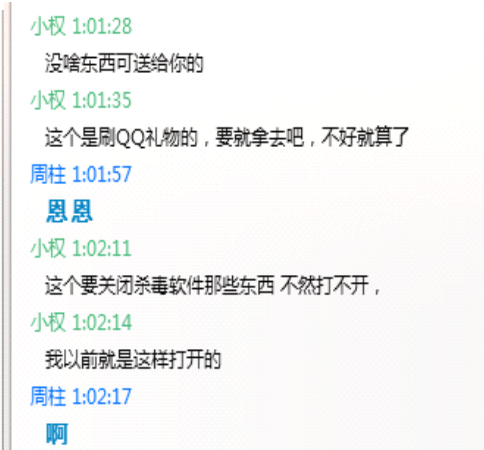 小权 1:01:28
没啥东西可送给你的
小权 1:01:35
这个是刷QQ礼物的，要就拿去吧，不好就算了
周柱 1:01:57
恩恩
小权 1:02:11
这个要关闭杀毒软件那些东西 不然打不开，
小权 1:02:14
我以前就是这样打开的
周柱 1:02:17
啊